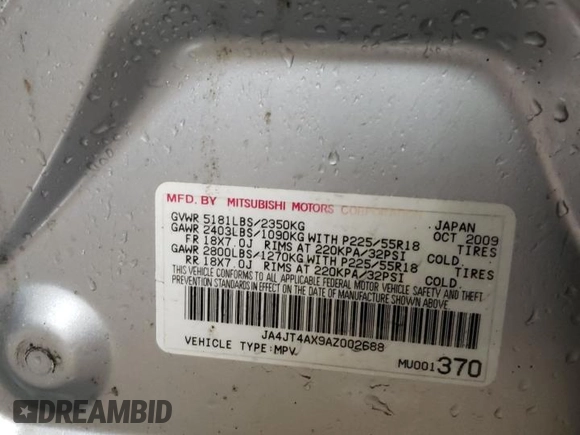 MFD. BY MITSUBISHI MOTORS CORPORATION
GVWR 5181LBS/2350KG JAPAN
GAWR 2403LBS/1090KG WITH P225/55R18 OCT 2009
FR 18X7.0J RIMS AT 220KPA/32PSI COLD. TIRES
GAWR 2800LBS/1270KG WITH P225/55R18 TIRES
RR 18X7.0J RIMS AT 220KPA/32PSI COLD.
THIS VEHICLE CONFORMS TO ALL APPLICABLE FEDERAL MOTOR VEHICLE SAFETY AND THEFT
PREVENTION STANDARDS IN EFFECT ON THE DATE OF MANUFACTURE SHOWN ABOVE.
JA4JT4AX9AZ002688
VEHICLE TYPE:MPV.
MU001370
DREAMBID